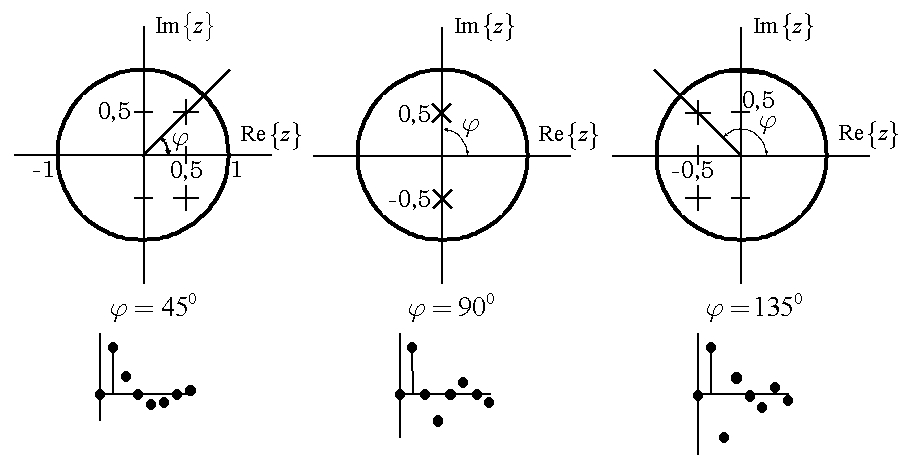 Im{z}
0,5
φ
Re{z}
-1
0,5
1
φ = 45⁰
Im{z}
0,5
φ
Re{z}
-0,5
φ = 90⁰
Im{z}
0,5
φ
Re{z}
-0,5
φ = 135⁰